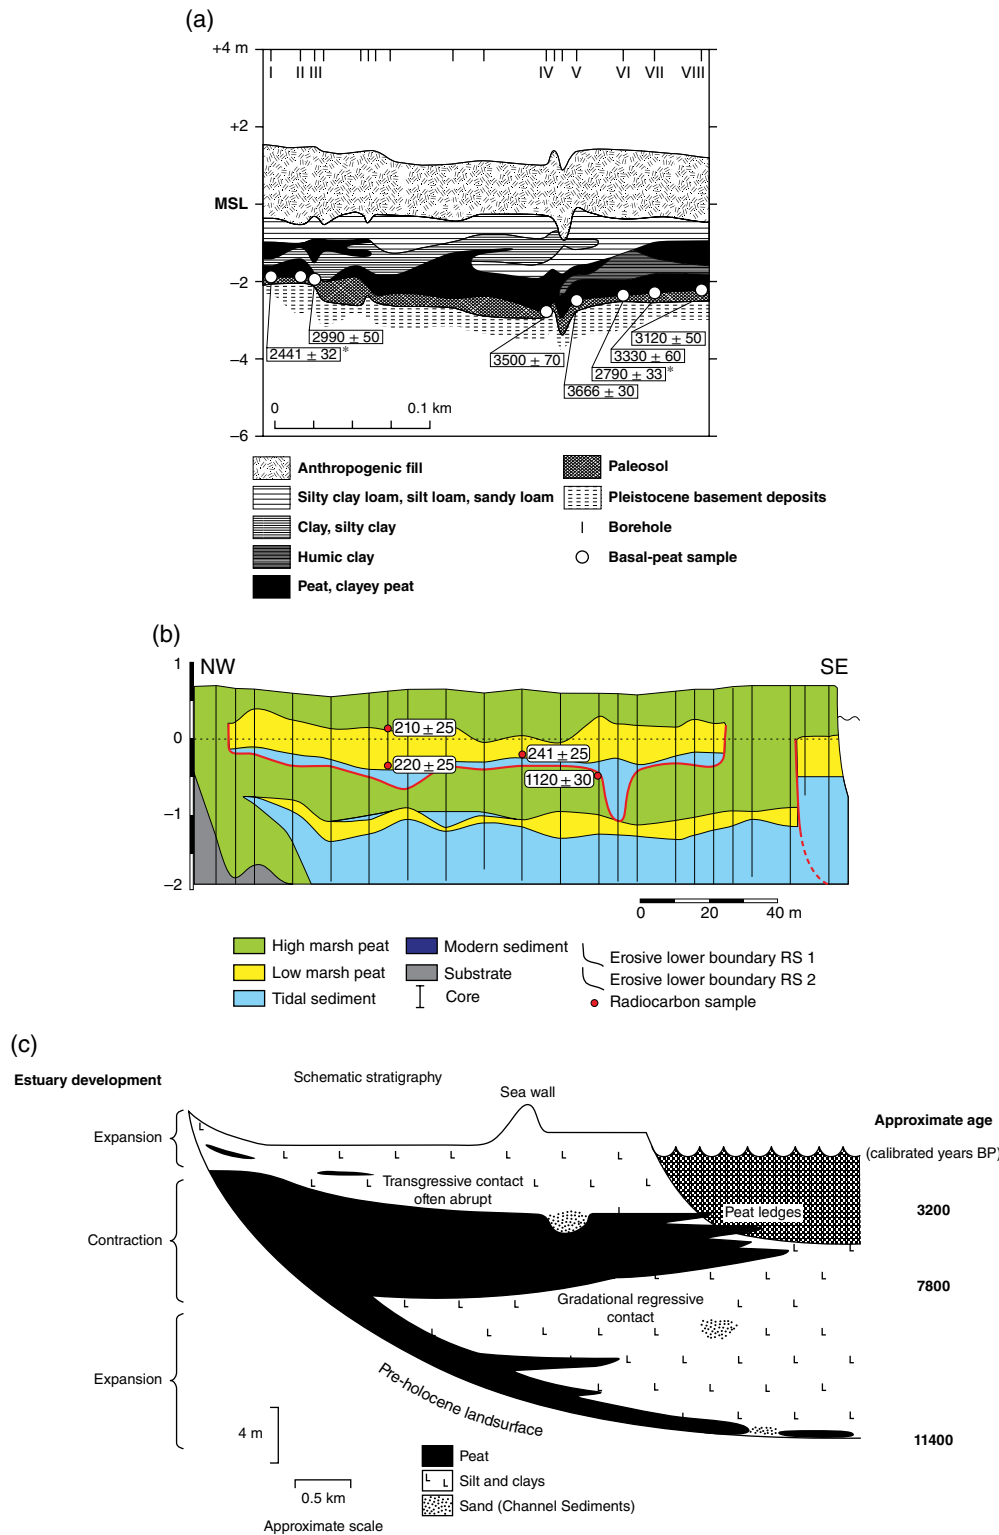 (a)
+4 m
I II III IV V VI VII VIII
+2
MSL
−2
2990 ± 50
2441 ± 32 *
3500 ± 70
3120 ± 50
3330 ± 60
2790 ± 33 *
3666 ± 30
−4
0 0.1 km
−6
Anthropogenic fill
Silty clay loam, silt loam, sandy loam
Clay, silty clay
Humic clay
Peat, clayey peat
Paleosol
Pleistocene basement deposits
Borehole
Basal-peat sample
(b)
1 NW SE
210 ± 25
0
241 ± 25
220 ± 25
1120 ± 30
−1
−2
0 20 40 m
High marsh peat
Low marsh peat
Tidal sediment
Modern sediment
Substrate
Core
Erosive lower boundary RS 1
Erosive lower boundary RS 2
Radiocarbon sample
(c)
Estuary development
Schematic stratigraphy
Sea wall
Approximate age
(calibrated years BP)
Expansion
Contraction
Expansion
Transgressive contact
often abrupt
Peat ledges
3200
7800
Gradational regressive
contact
Pre-holocene landsurface
11400
4 m
0.5 km
Approximate scale
Peat
L L Silt and clays
Sand (Channel Sediments)